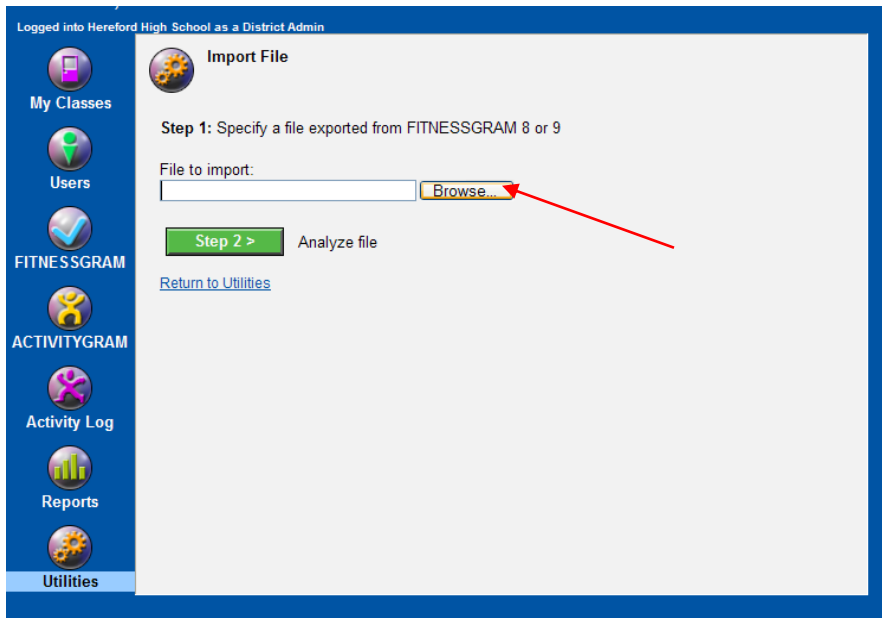 Logged into Hereford High School as a District Admin
My Classes
Users
FITNESSGRAM
ACTIVITYGRAM
Activity Log
Reports
Utilities
Import File
Step 1: Specify a file exported from FITNESSGRAM 8 or 9
File to import:
Browse...
Step 2 > Analyze file
Return to Utilities